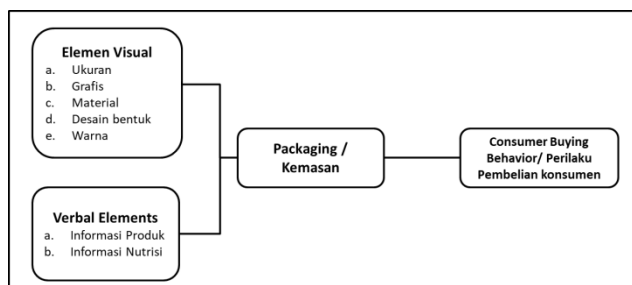 Elemen Visual
a. Ukuran
b. Grafis
c. Material
d. Desain bentuk
e. Warna
Packaging /
Kemasan
Consumer Buying
Behavior/ Perilaku
Pembelian konsumen
Verbal Elements
a. Informasi Produk
b. Informasi Nutrisi